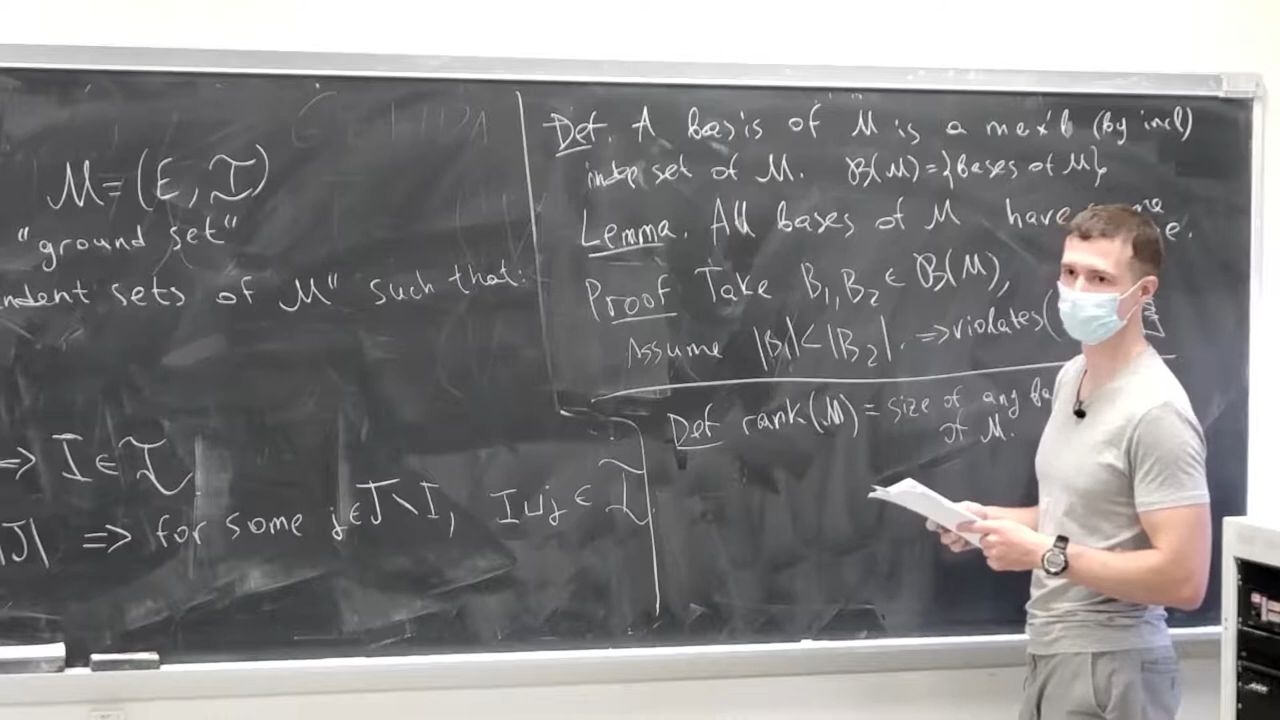 M=(E, I)
"ground set"
endent sets of M" such that:
=> I ∈ I
|J| => for some j∈J\I, I∪j ∈ I
Def. A basis of M is a max'l (by incl)
indep set of M. B(M)={bases of M}
Lemma. All bases of M have
Proof Take B₁,B₂ ∈ B(M),
Assume |B₁|<|B₂|. =>violates(
Def rank(M) = size of any ba
of M.